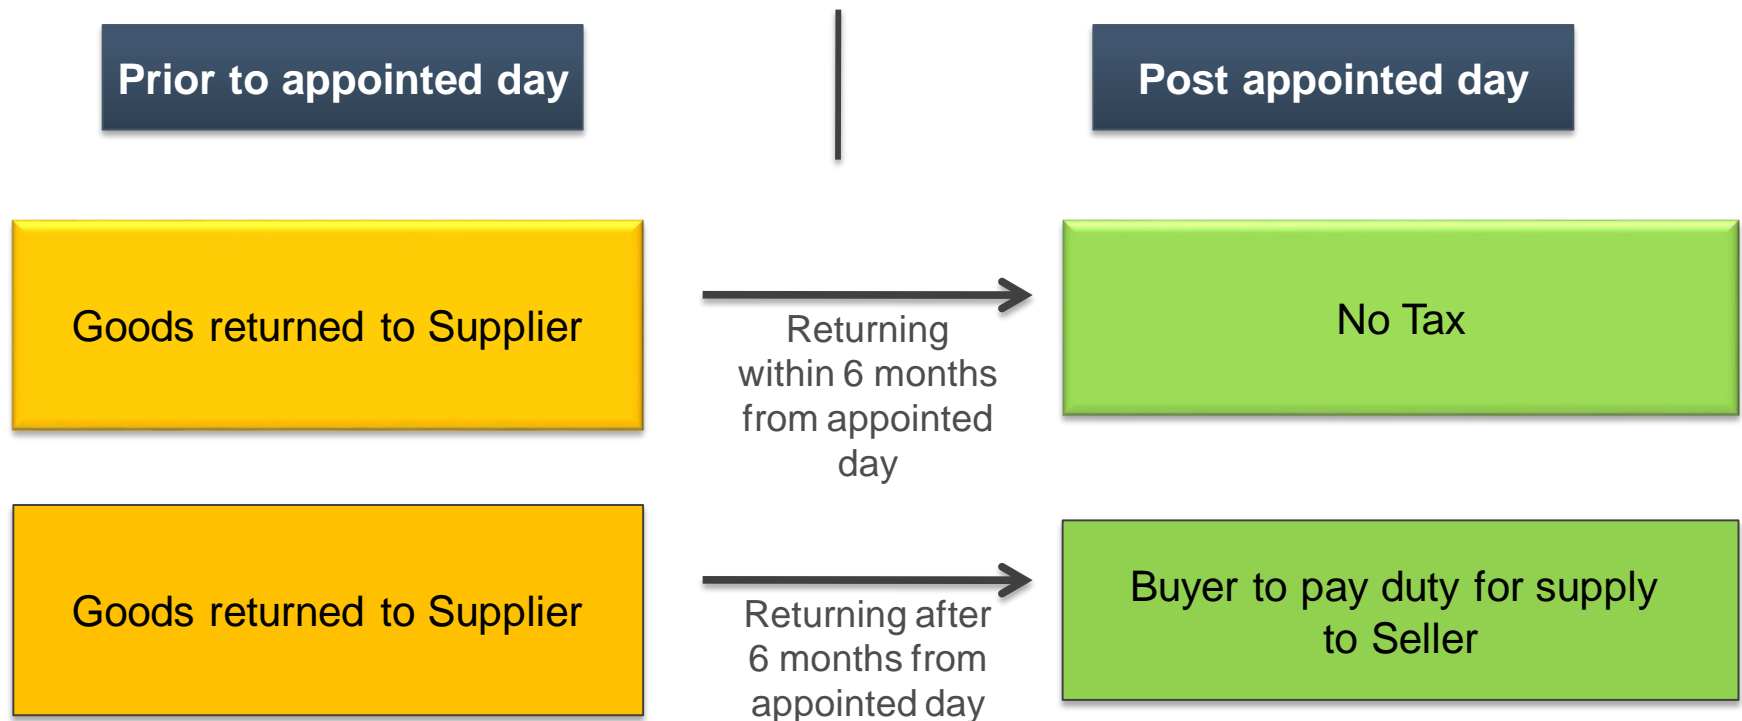 Prior to appointed day
Post appointed day
Goods returned to Supplier
Returning
within 6 months
from appointed
day
No Tax
Goods returned to Supplier
Returning after
6 months from
appointed day
Buyer to pay duty for supply
to Seller